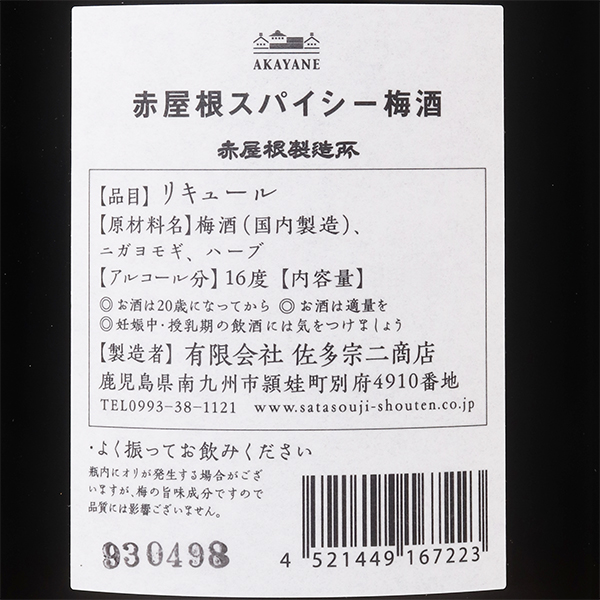 AKAYANE
赤屋根スパイシー梅酒
赤屋根製造所
【品目】リキュール
【原材料名】梅酒(国内製造)、
ニガヨモギ、ハーブ
【アルコール分】16度【内容量】
◎お酒は20歳になってから ◎お酒は適量を
◎妊娠中・授乳期の飲酒には気をつけましょう
【製造者】有限会社 佐多宗二商店
鹿児島県南九州市頴娃町別府4910番地
TEL0993-38-1121 www.satasouji-shouten.co.jp
・よく振ってお飲みください
瓶内にオリが発生する場合がござ
いますが、梅の旨味成分ですので
品質には影響ございません。
930498
4 521449 167223